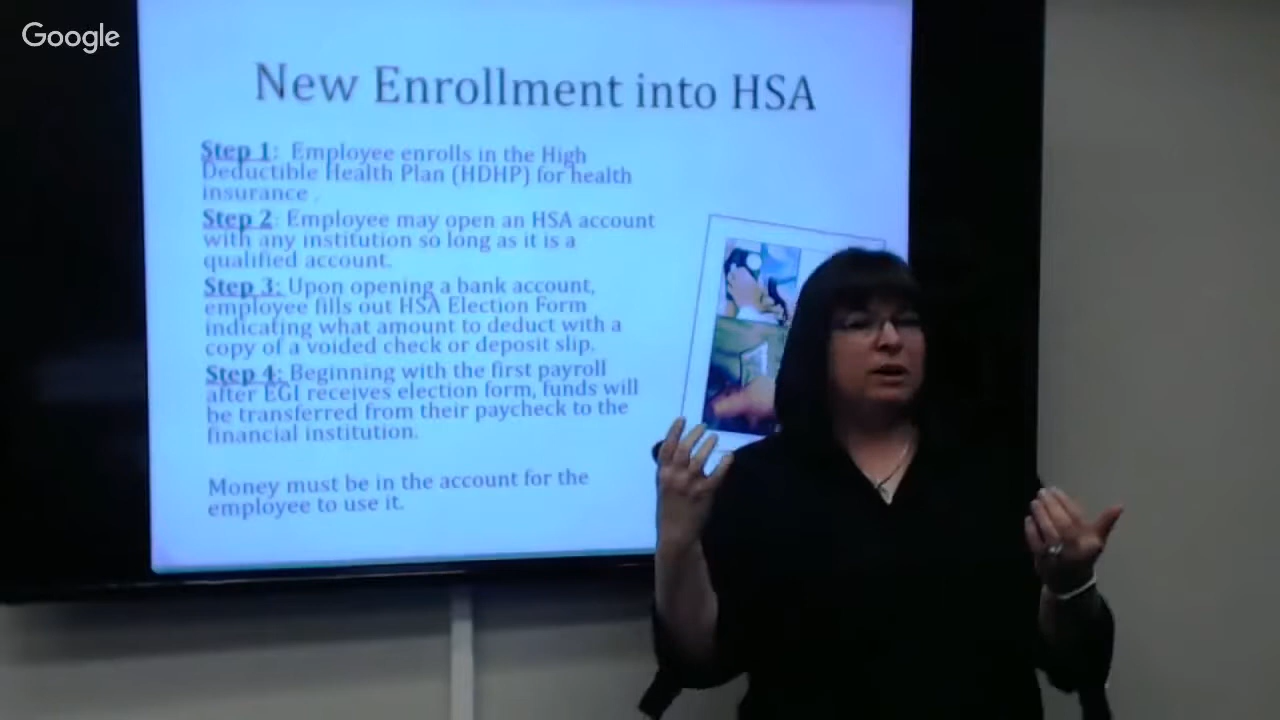 Google
New Enrollment into HSA
Step 1: Employee enrolls in the High
Deductible Health Plan (HDHP) for health
insurance .
Step 2: Employee may open an HSA account
with any institution so long as it is a
qualified account.
Step 3: Upon opening a bank account,
employee fills out HSA Election Form
indicating what amount to deduct with a
copy of a voided check or deposit slip.
Step 4: Beginning with the first payroll
after EGI receives election form, funds will
be transferred from their paycheck to the
financial institution.
Money must be in the account for the
employee to use it.